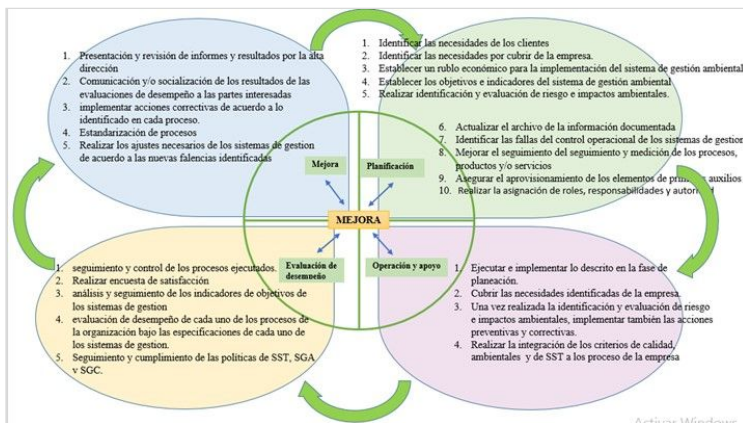 1. Presentación y revisión de informes y resultados por la alta
dirección
2. Comunicación y/o socialización de los resultados de las
evaluaciones de desempeño a las partes interesadas
3. implementar acciones correctivas de acuerdo a lo
identificado en cada proceso.
4. Estandarización de procesos
5. Realizar los ajustes necesarios de los sistemas de gestion
de acuerdo a las nuevas falencias identificadas
1. Identificar las necesidades de los clientes
2. Identificar las necesidades por cubrir de la empresa.
3. Establecer un rublo económico para la implementación del sistema de gestión ambiental
4. Establecer los objetivos e indicadores del sistema de gestión ambiental
5. Realizar identificación y evaluación de riesgo e impactos ambientales.
6. Actualizar el archivo de la información documentada
7. Identificar las fallas del control operacional de los sistemas de gestion
8. Mejorar el seguimiento del seguimiento y medición de los procesos,
productos y/o servicios
9. Asegurar el aprovisionamiento de los elementos de primeros auxilios
10. Realizar la asignación de roles, responsabilidades y autoridad
Mejora
Planificación
MEJORA
Evaluación de
desempeño
Operación y apoyo
1. seguimiento y control de los procesos ejecutados.
2. Realizar encuesta de satisfacción
3. análisis y seguimiento de los indicadores de objetivos de
los sistemas de gestion
4. evaluación de desempeño de cada uno de los procesos de
la organización bajo las especificaciones de cada uno de
los sistemas de gestion.
5. Seguimiento y cumplimiento de las políticas de SST, SGA
y SGC.
1. Ejecutar e implementar lo descrito en la fase de
planeación.
2. Cubrir las necesidades identificadas de la empresa.
3. Una vez realizada la identificación y evaluación de riesgo
e impactos ambientales, implementar también las acciones
preventivas y correctivas.
4. Realizar la integración de los criterios de calidad,
ambientales y de SST a los proceso de la empresa
Activar Windows